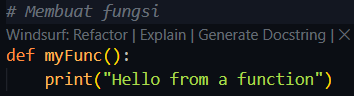 # Membuat fungsi
Windsurf: Refactor | Explain | Generate Docstring | ×
def myFunc():
    print("Hello from a function")